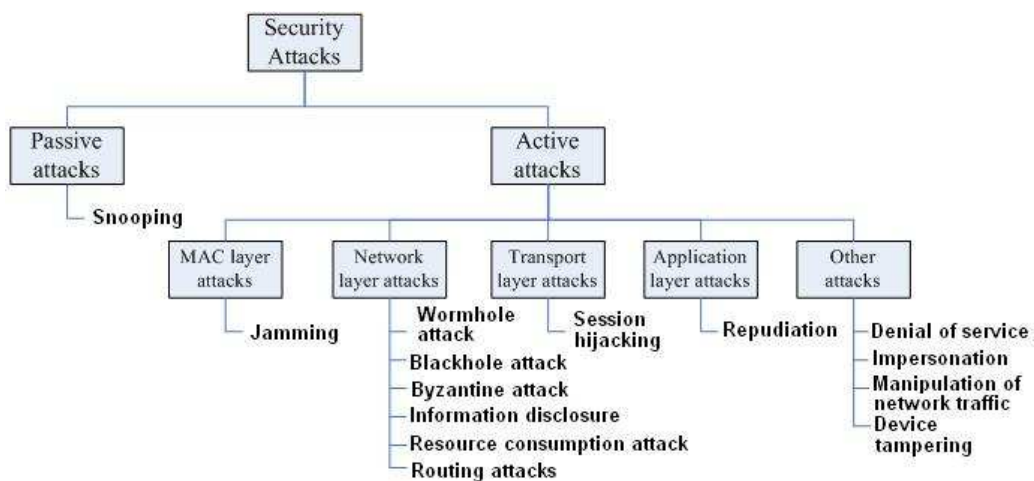 Security
Attacks
Passive
attacks
Active
attacks
Snooping
MAC layer
attacks
Network
layer attacks
Transport
layer attacks
Application
layer attacks
Other
attacks
Jamming
Wormhole
attack
Blackhole attack
Byzantine attack
Information disclosure
Resource consumption attack
Routing attacks
Session
hijacking
Repudiation
Denial of service
Impersonation
Manipulation of
network traffic
Device
tampering